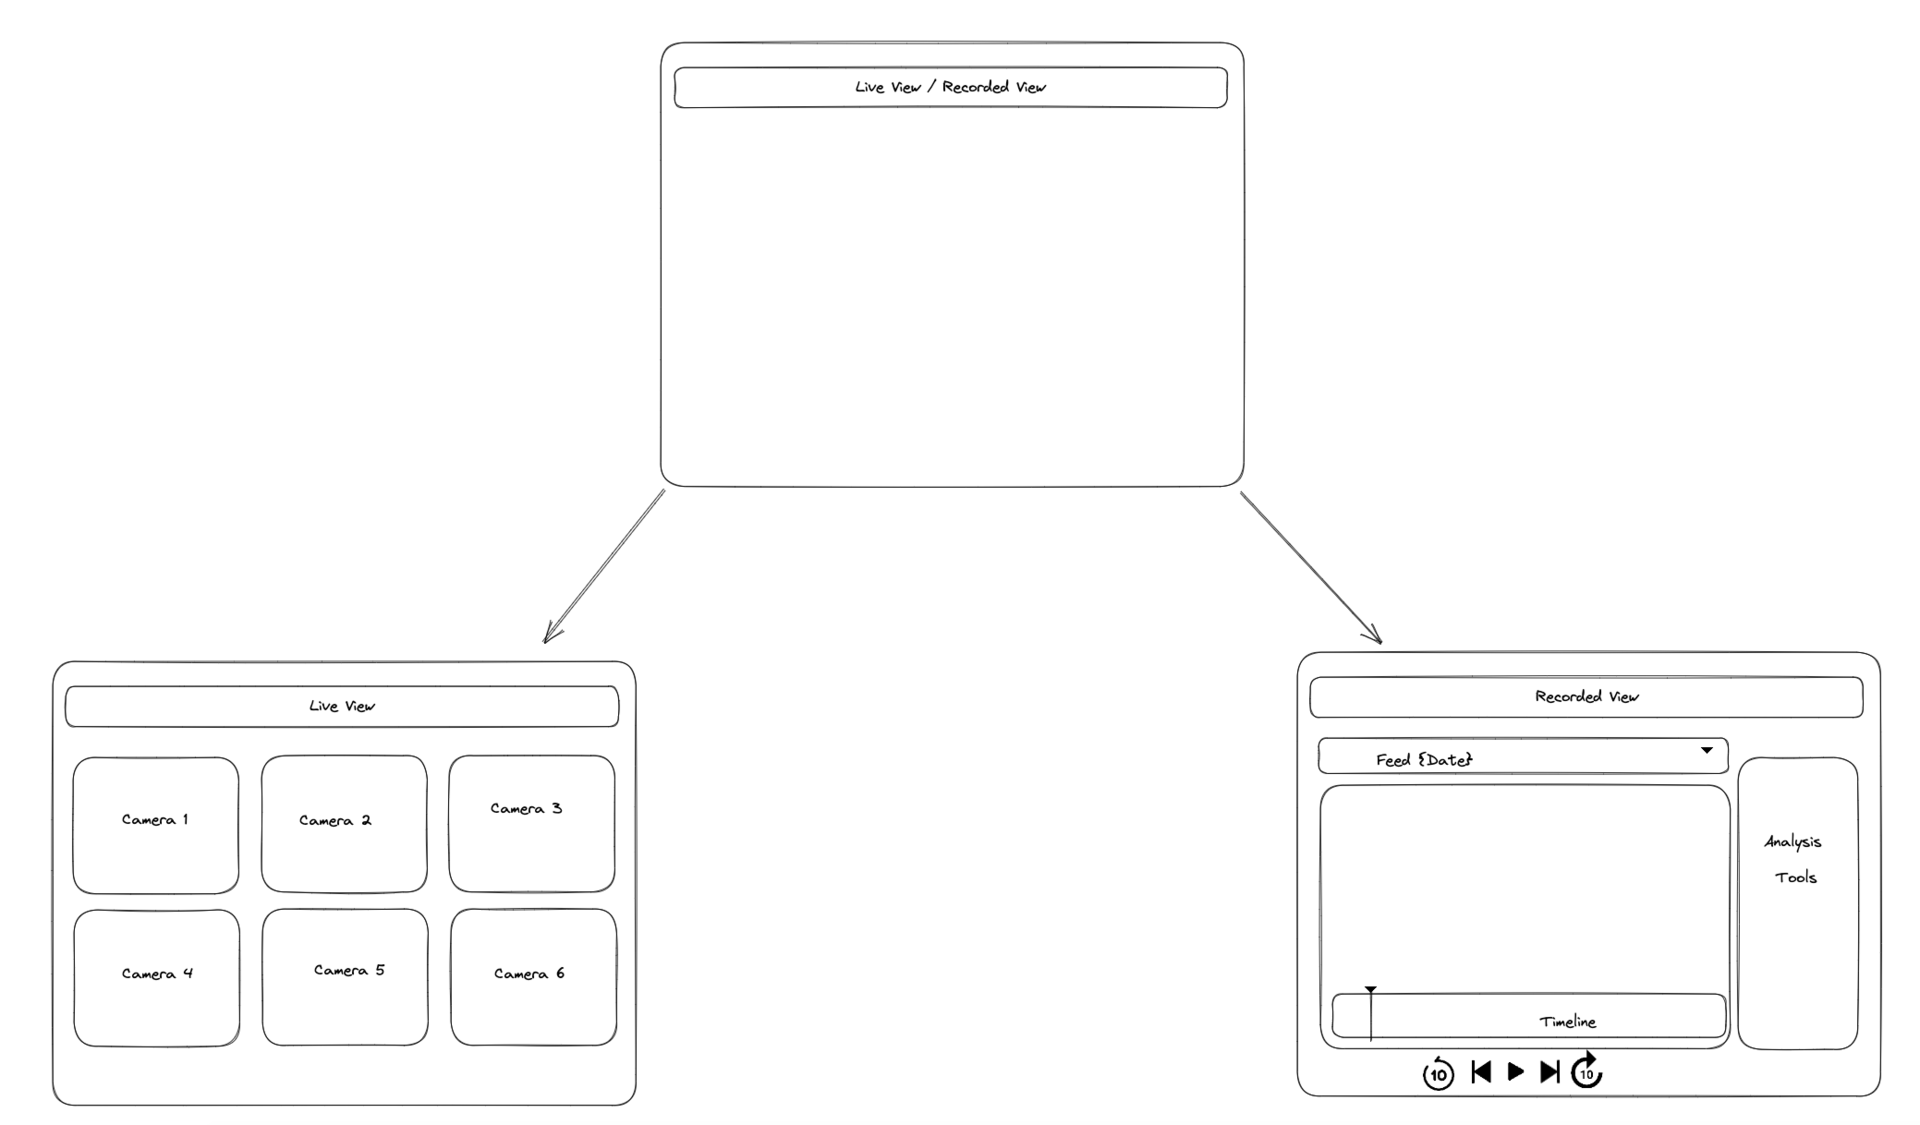 Live View / Recorded View
Live View
Camera 1
Camera 2
Camera 3
Camera 4
Camera 5
Camera 6
Recorded View
Feed {Date}
Analysis
Tools
Timeline
10
10